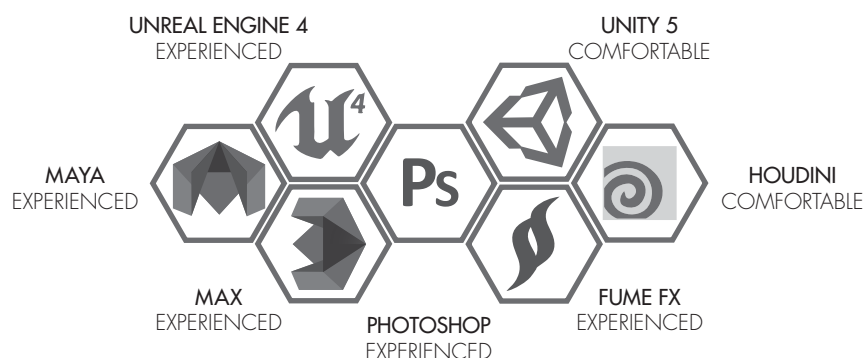 UNREAL ENGINE 4
EXPERIENCED
UNITY 5
COMFORTABLE
U4
Ps
MAYA
EXPERIENCED
HOUDINI
COMFORTABLE
MAX
EXPERIENCED
PHOTOSHOP
EXPERIENCED
FUME FX
EXPERIENCED